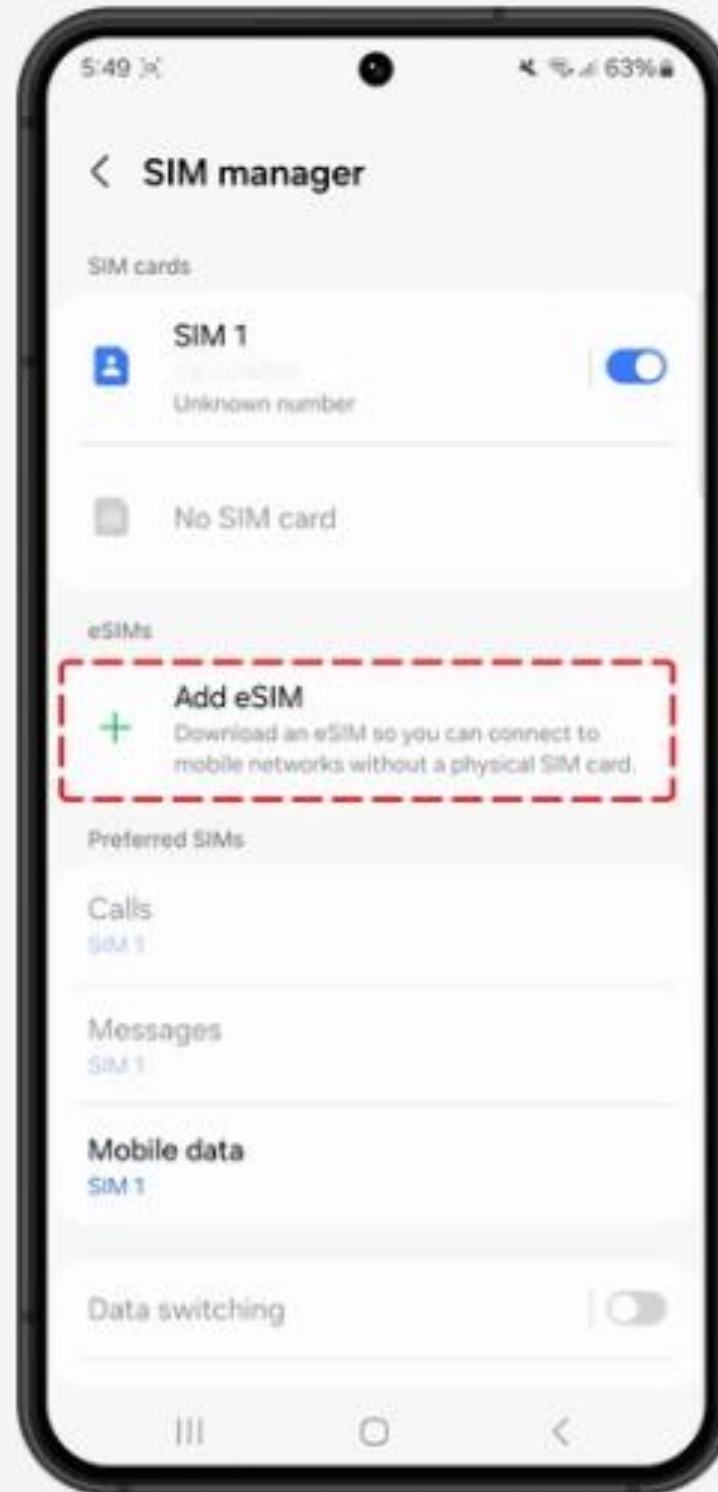 5:49
63%
SIM manager
SIM cards
SIM 1
Unknown number
No SIM card
eSIMs
Add eSIM
Download an eSIM so you can connect to
mobile networks without a physical SIM card.
Preferred SIMs
Calls
SIM 1
Messages
SIM 1
Mobile data
SIM 1
Data switching